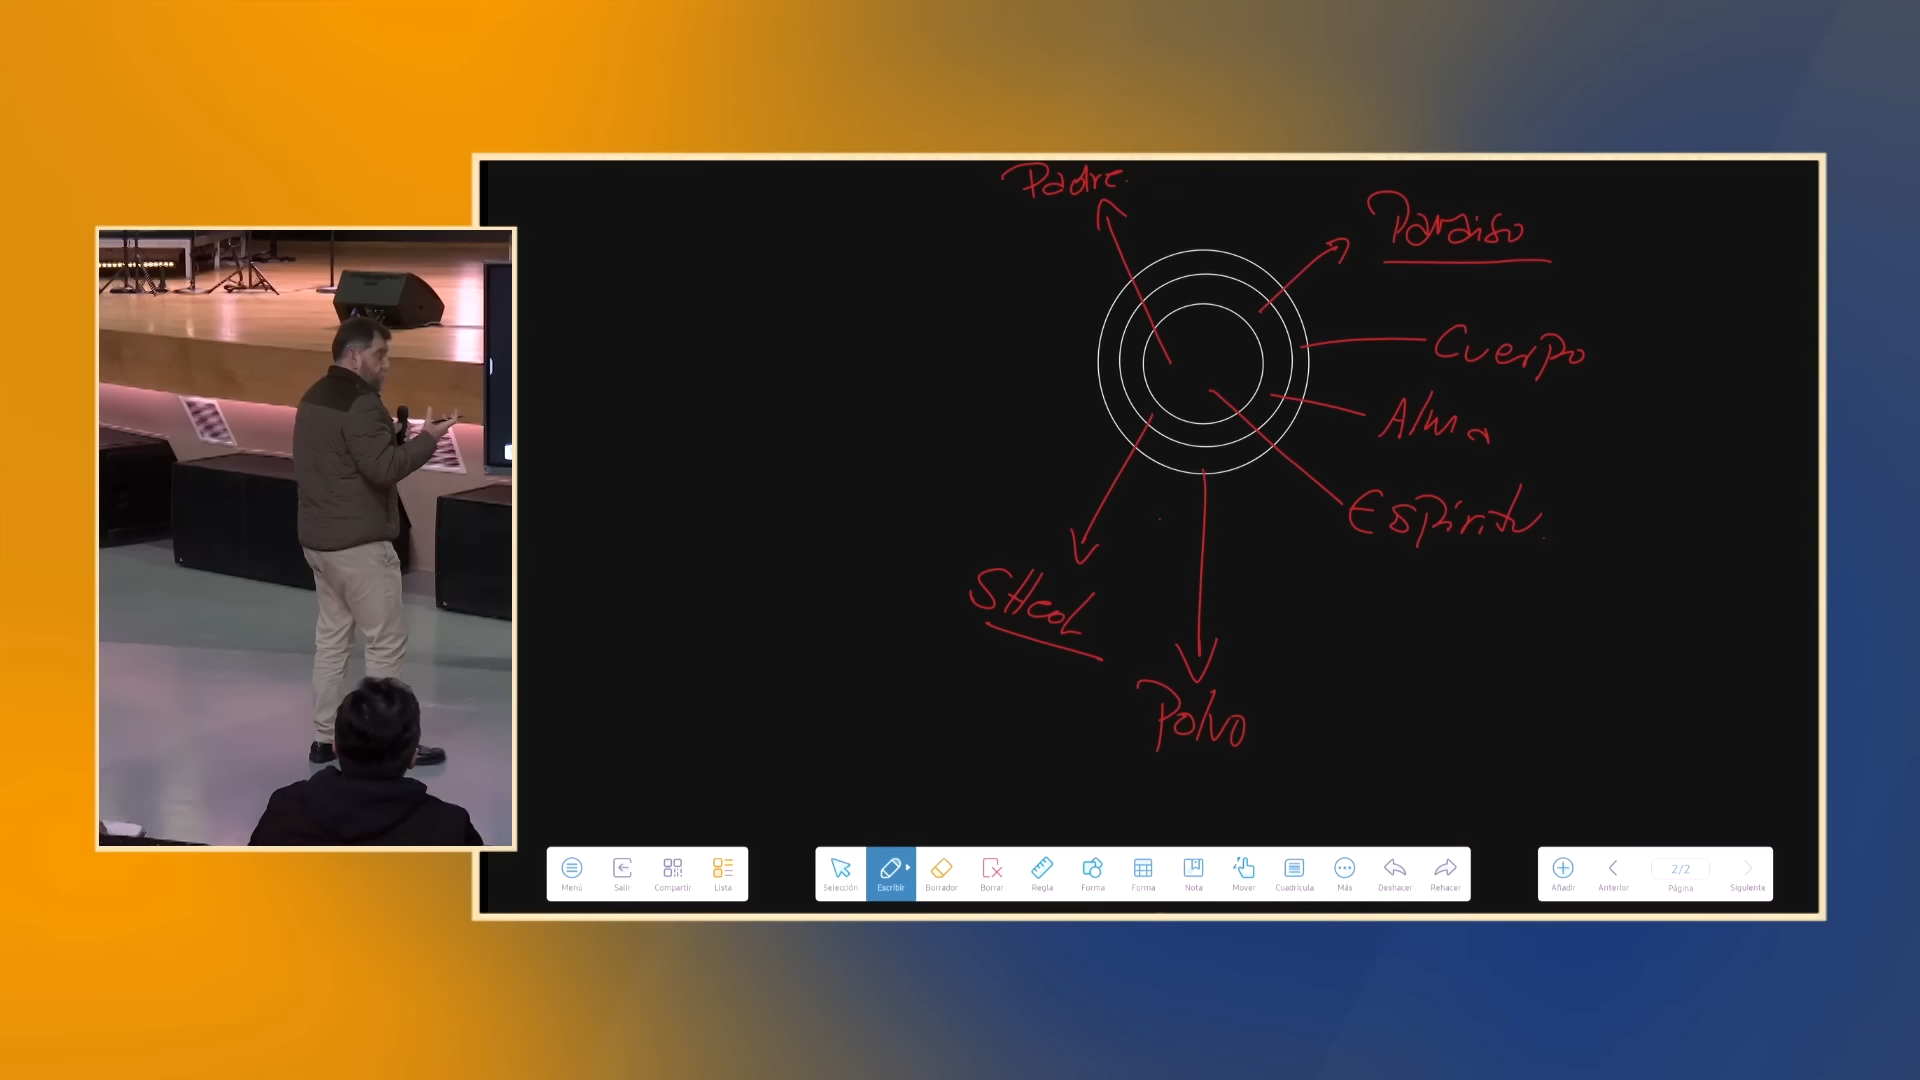 Padre
Paraiso
Cuerpo
Alma
Espiritu
SHeoL
Polvo
Menú
Salir
Compartir
Lista
Selección
Escribir
Borrador
Borrar
Regla
Forma
Forma
Nota
Mover
Cuadrícula
Más
Deshacer
Rehacer
Añadir
Anterior
2/2
Página
Siguiente